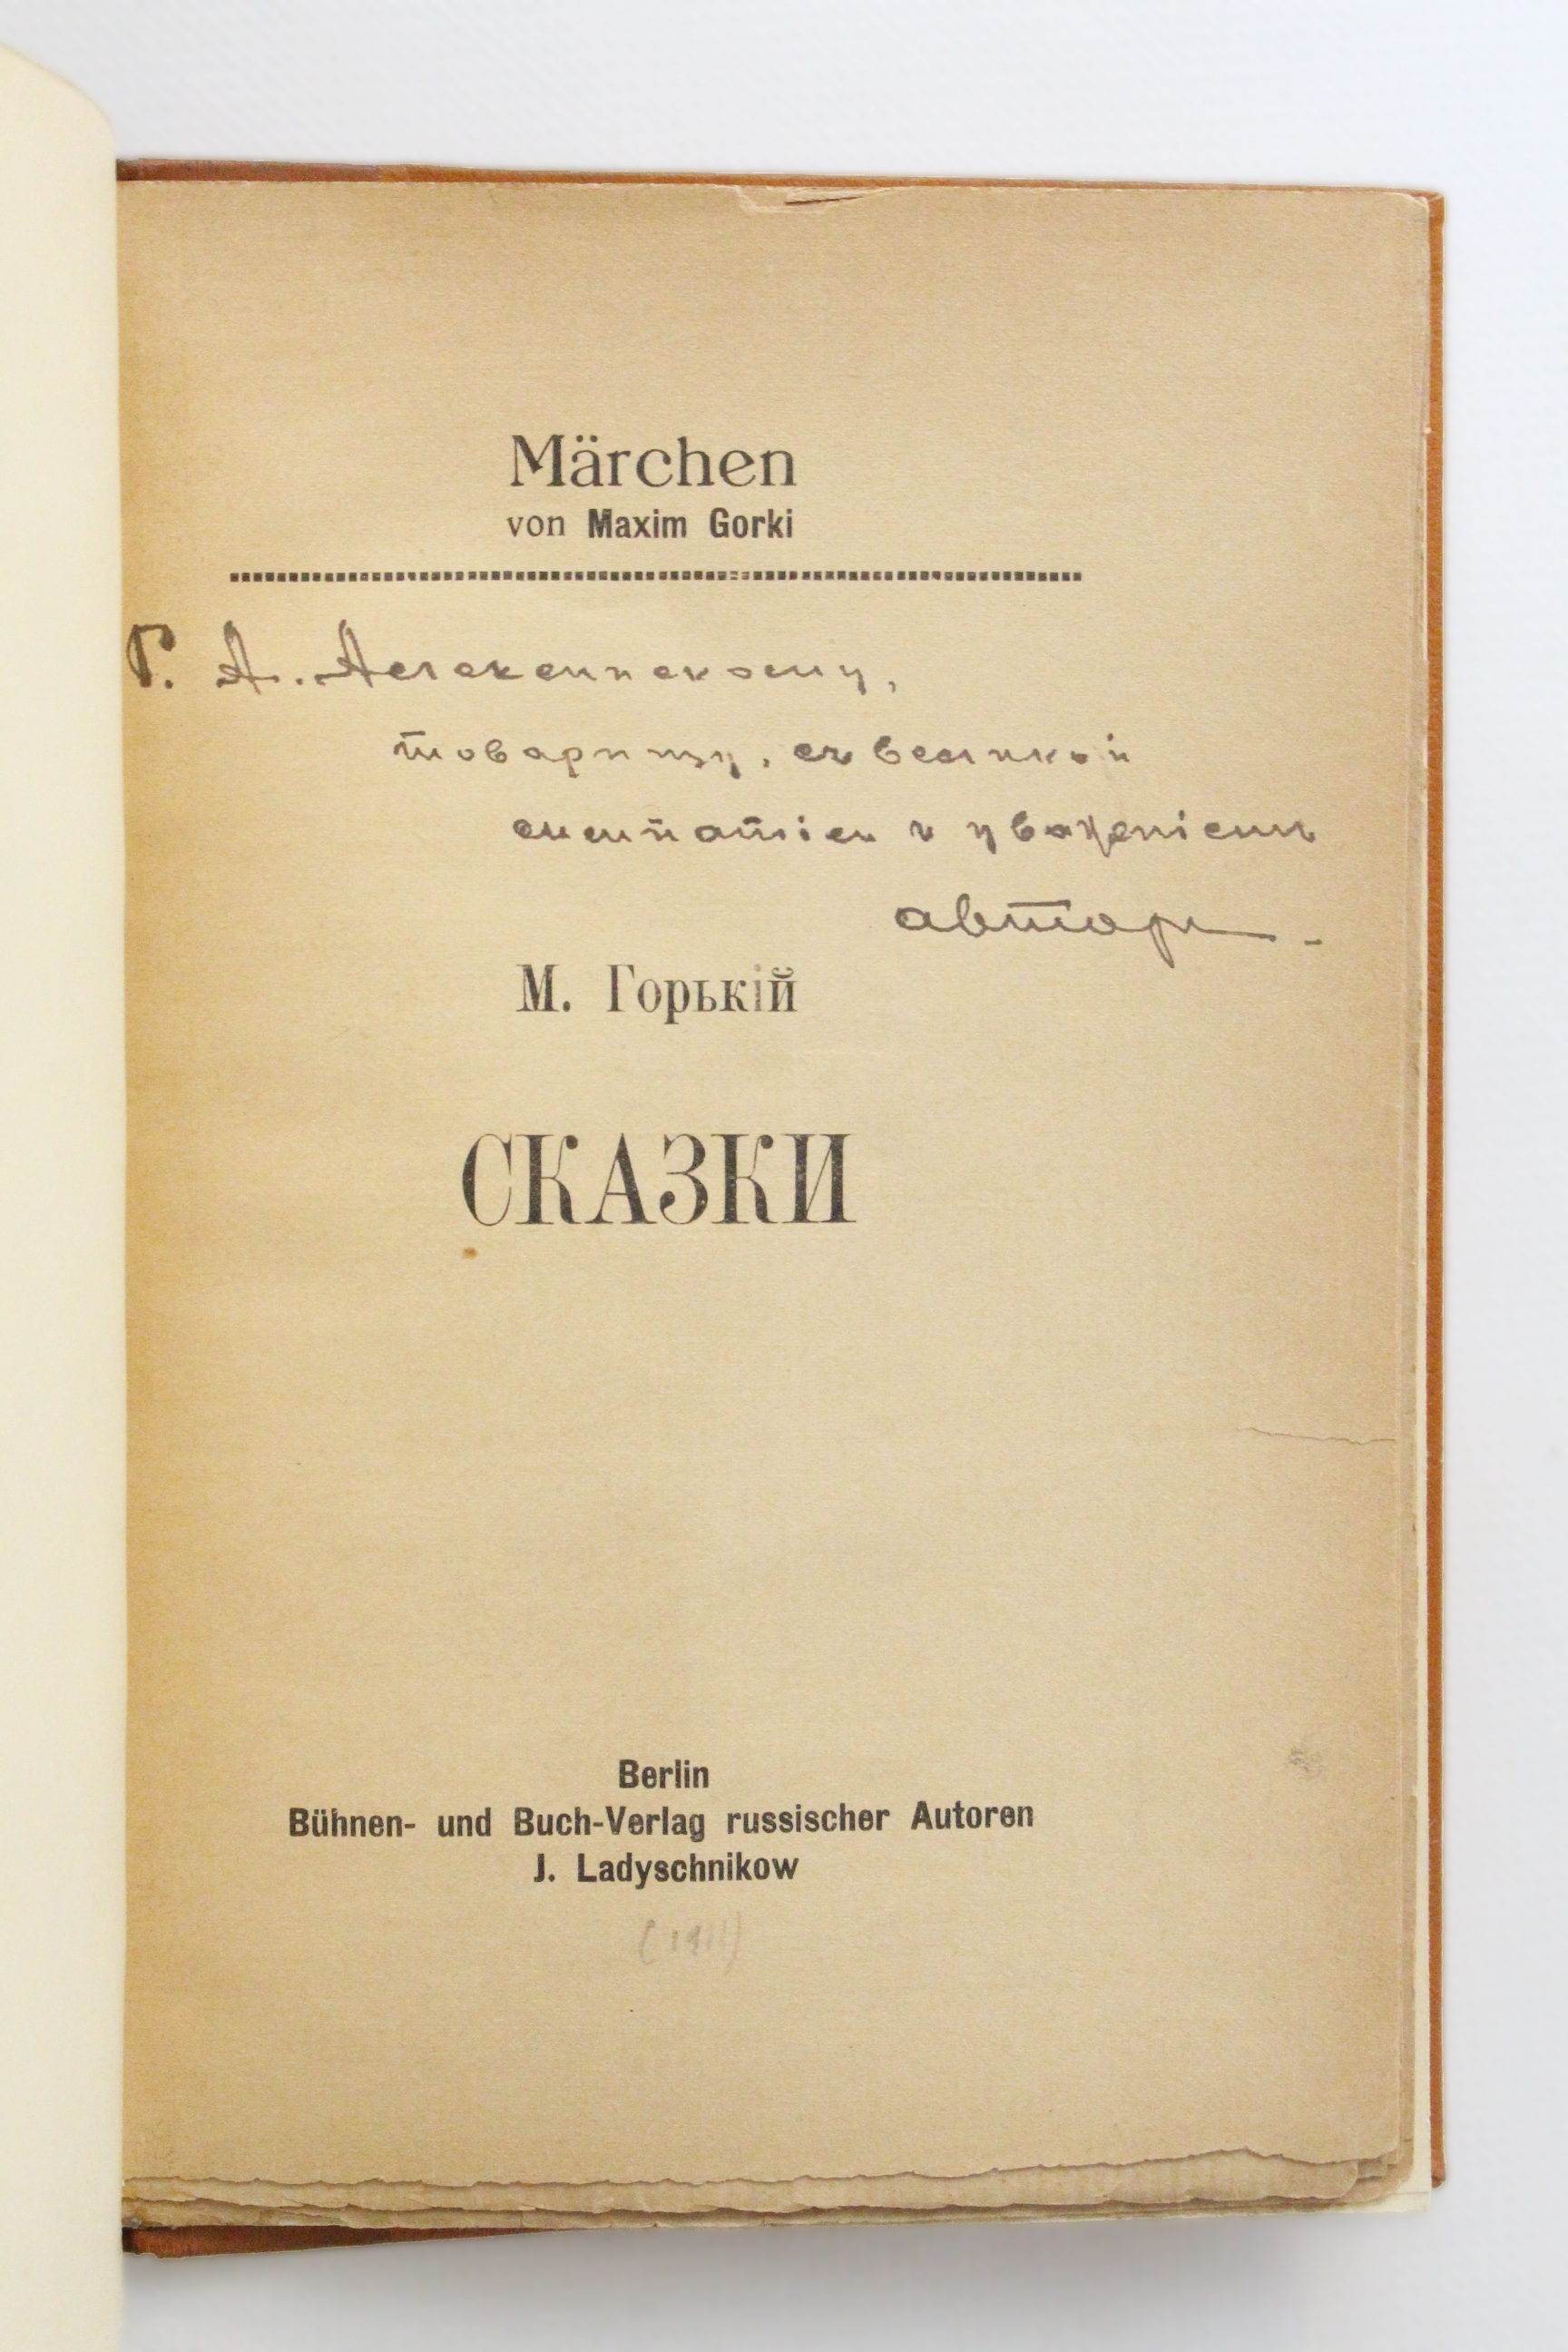 Märchen
von Maxim Gorki
Г. А. Алексинскому,
товарищу, съ великой
симпатіей и уваженіемъ
авторъ.
М. Горькій
СКАЗКИ
Berlin
Bühnen- und Buch-Verlag russischer Autoren
J. Ladyschnikow
(1911)